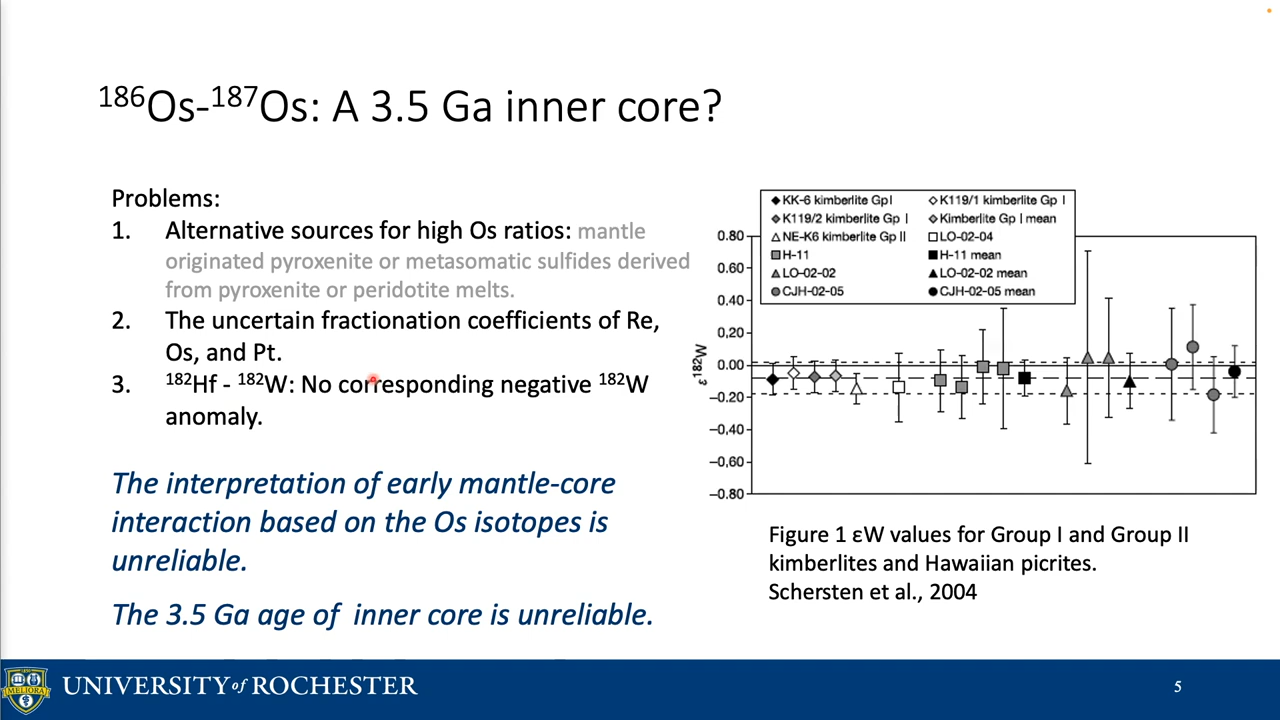 ¹⁸⁶Os-¹⁸⁷Os: A 3.5 Ga inner core?
Problems:
1. Alternative sources for high Os ratios: mantle
originated pyroxenite or metasomatic sulfides derived
from pyroxenite or peridotite melts.
2. The uncertain fractionation coefficients of Re,
Os, and Pt.
3. ¹⁸²Hf - ¹⁸²W: No corresponding negative ¹⁸²W
anomaly.
The interpretation of early mantle-core
interaction based on the Os isotopes is
unreliable.
The 3.5 Ga age of inner core is unreliable.
KK-6 kimberlite Gp I K119/1 kimberlite Gp I
K119/2 kimberlite Gp I Kimberlite Gp I mean
NE-K6 kimberlite Gp II LO-02-04
H-11 H-11 mean
LO-02-02 LO-02-02 mean
CJH-02-05 CJH-02-05 mean
0.80
0.60
0.40
0,20
0.00
–0.20
–0,40
–0.60
–0.80
ε¹⁸²W
Figure 1 εW values for Group I and Group II
kimberlites and Hawaiian picrites.
Schersten et al., 2004
MELIORA
UNIVERSITY of ROCHESTER
5